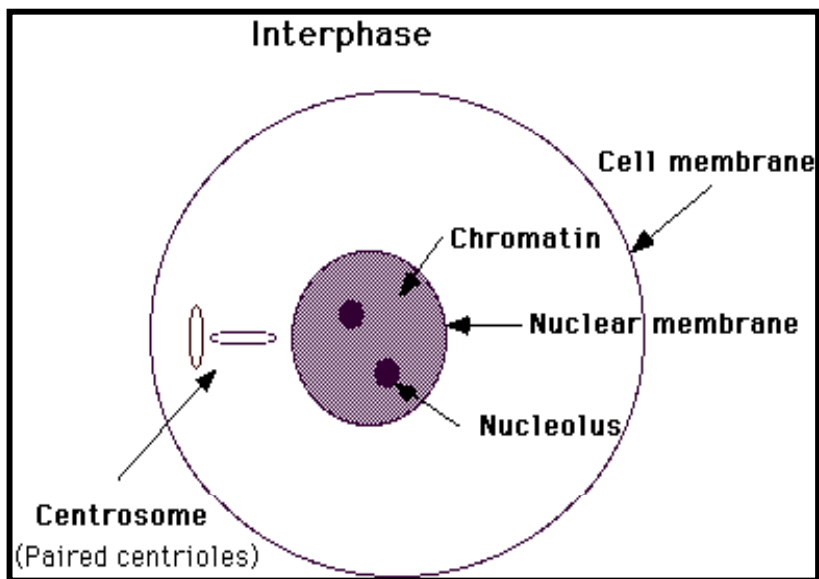 Interphase
Cell membrane
Chromatin
Nuclear membrane
Nucleolus
Centrosome
(Paired centrioles)